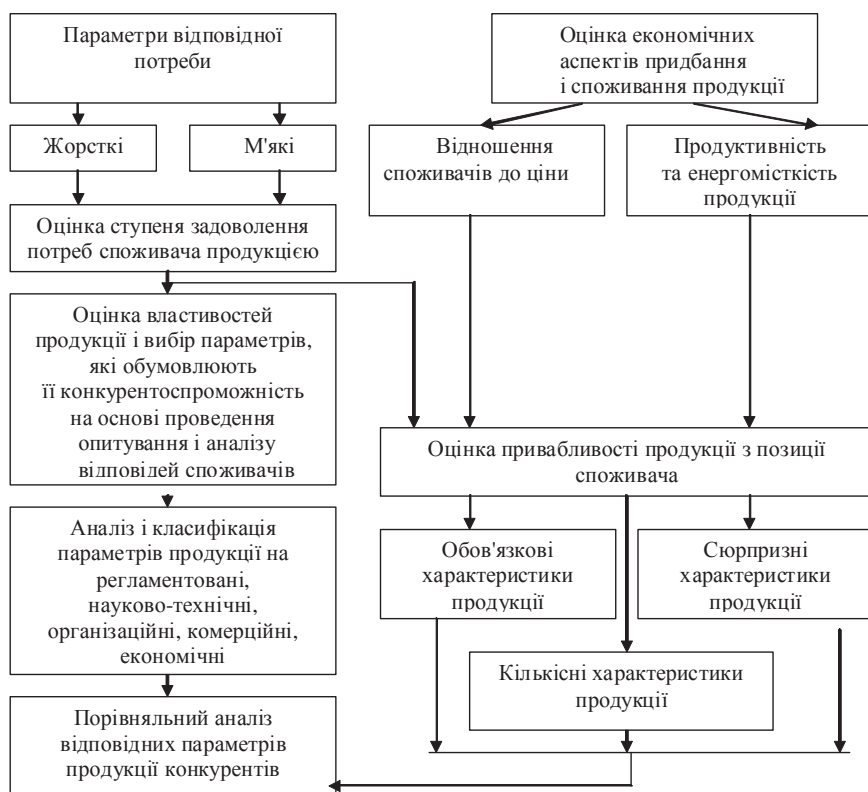 Параметри відповідної
потреби
Жорсткі
М'які
Оцінка ступеня задоволення
потреб споживача продукцією
Оцінка властивостей
продукції і вибір параметрів,
які обумовлюють
її конкурентоспроможність
на основі проведення
опитування і аналізу
відповідей споживачів
Аналіз і класифікація
параметрів продукції на
регламентовані,
науково-технічні,
організаційні, комерційні,
економічні
Порівняльний аналіз
відповідних параметрів
продукції конкурентів
Оцінка економічних
аспектів придбання
і споживання продукції
Відношення
споживачів до ціни
Продуктивність
та енергомісткість
продукції
Оцінка привабливості продукції з позиції
споживача
Обов'язкові
характеристики
продукції
Сюрпризні
характеристики
продукції
Кількісні характеристики
продукції